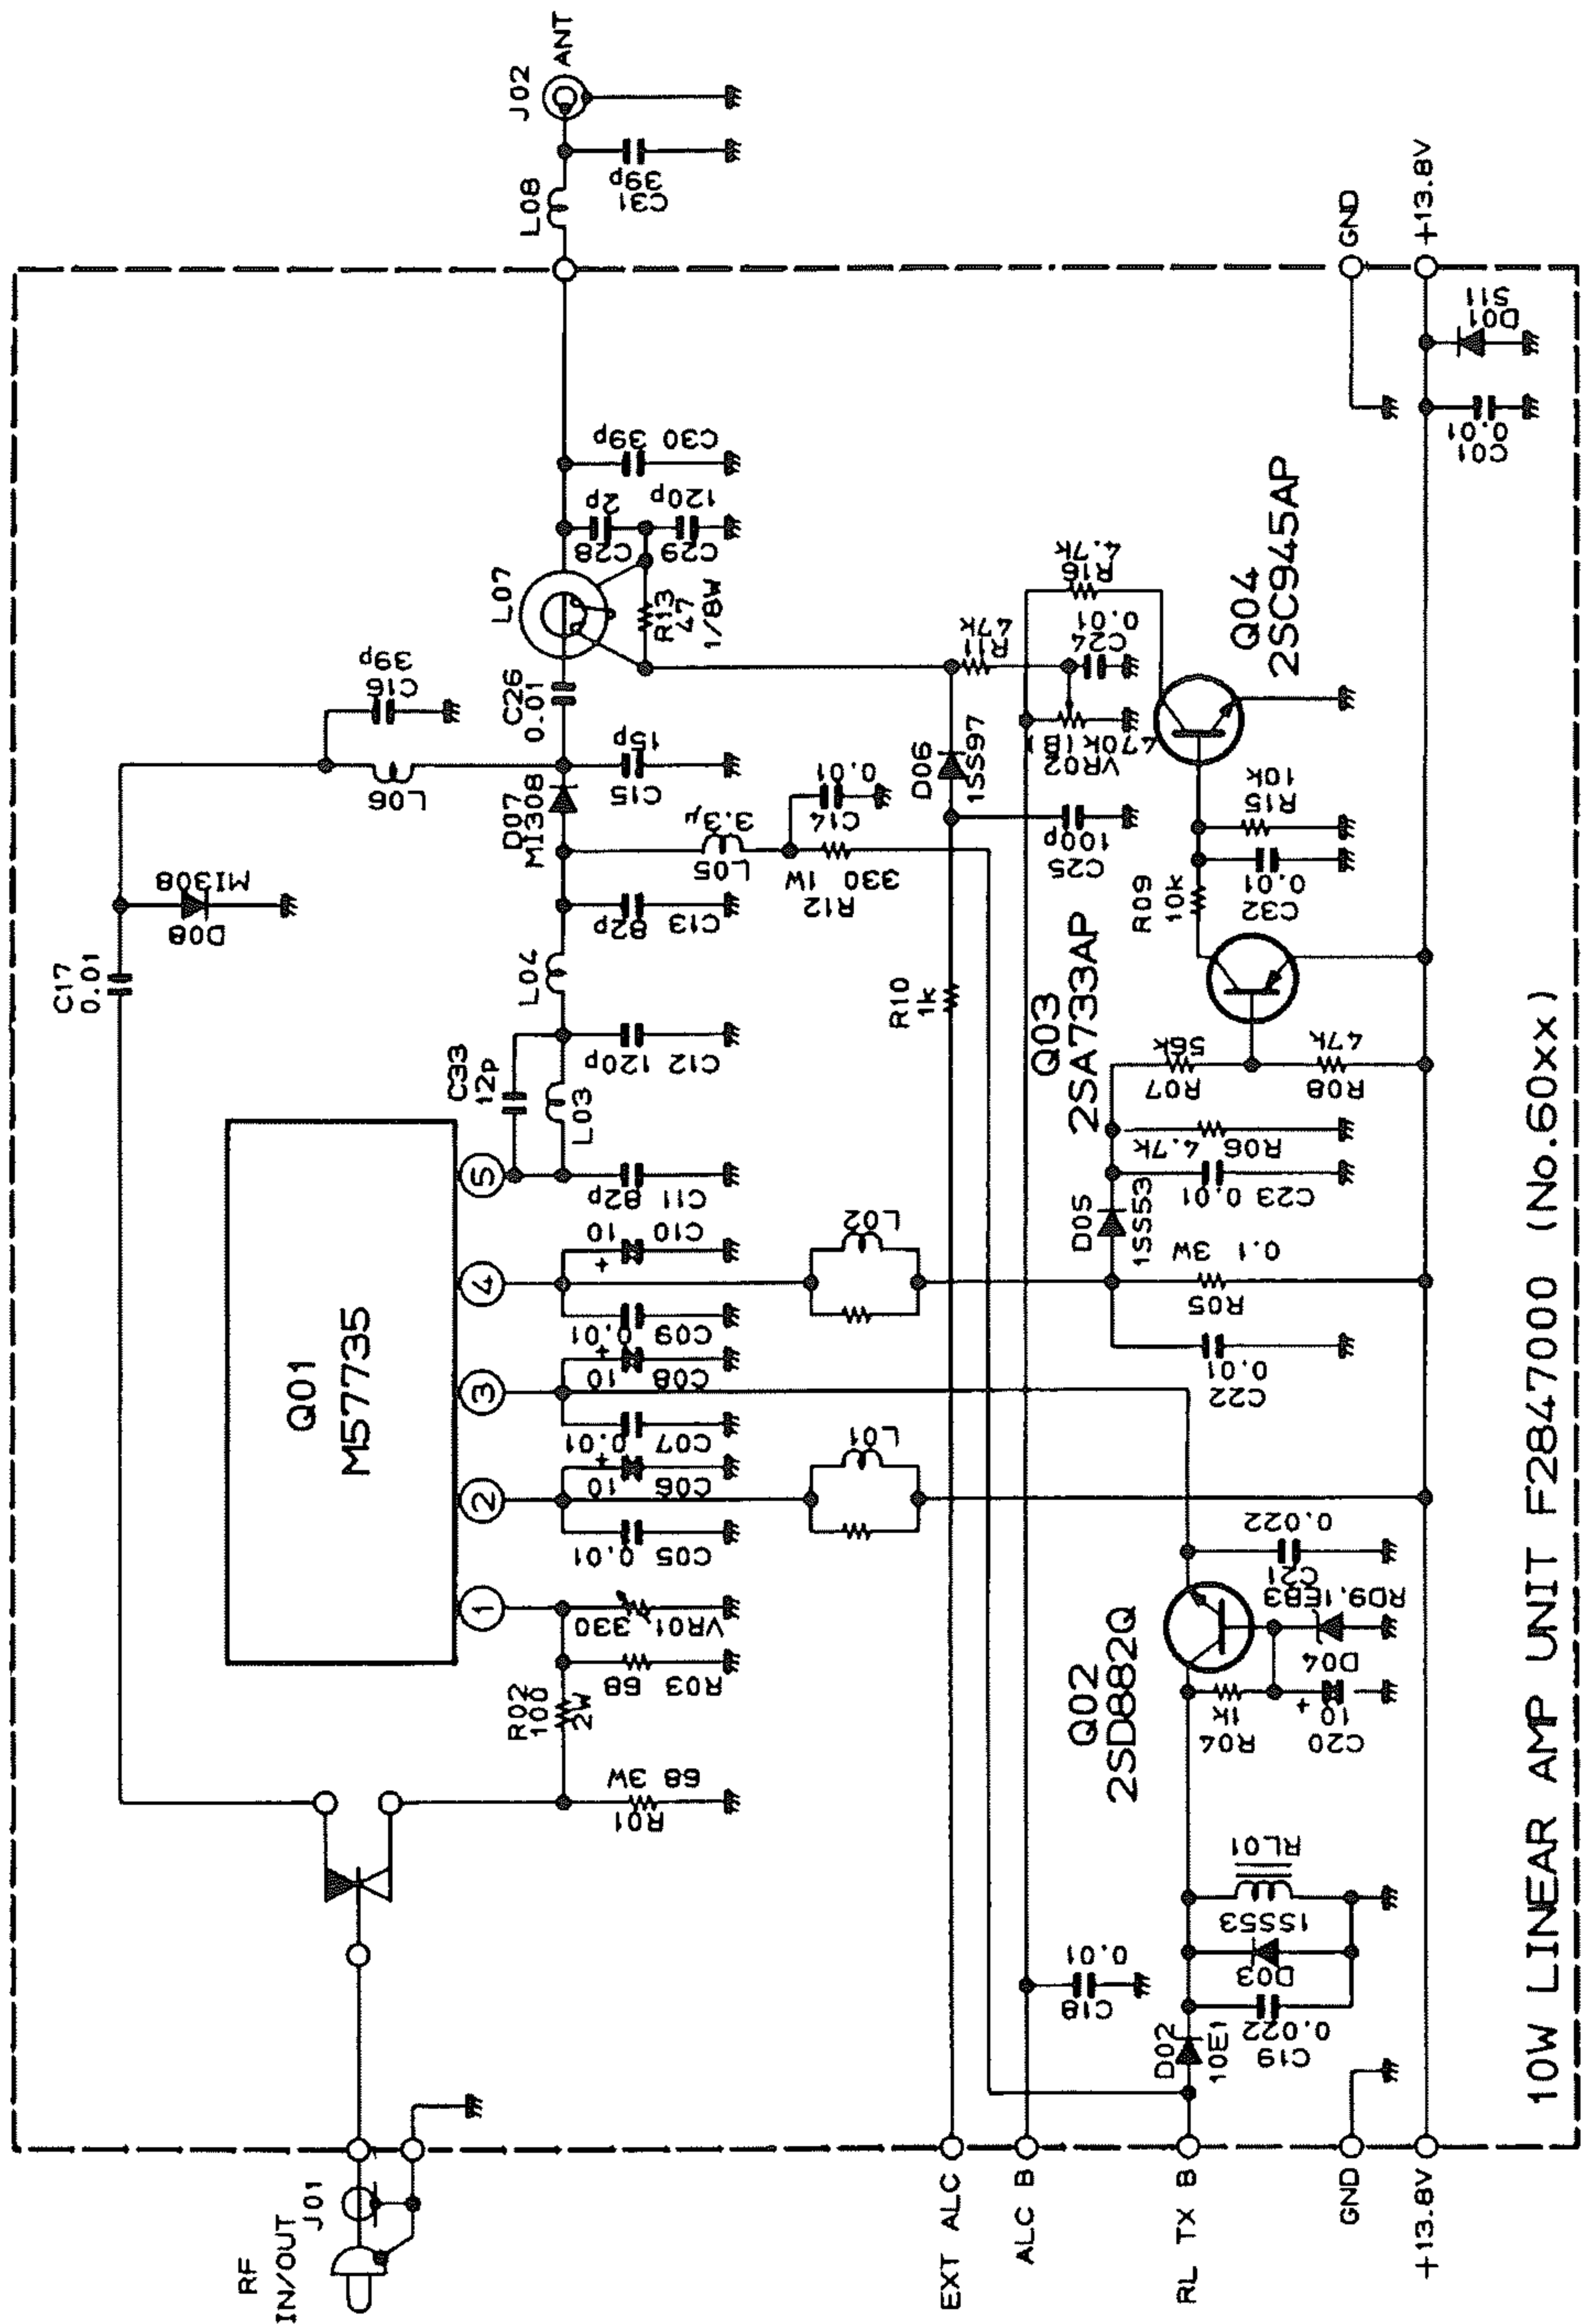 RF
IN/OUT
J01
C17
0.01
D08
MI308
L06
C16
39p
Q01
M57735
1
2
3
4
5
R01
68 3W
R02
100
2W
R03
68
VR01
330
C05
0.01
C06
10
+
C07
0.01
C08
10
+
C09
0.01
C10
10
+
C11
82p
L03
C33
12p
C12
120p
L04
C13
82p
D07
MI308
C15
15p
C26
0.01
L07
C28
2p
C29
120p
C30
39p
R13
47
1/8W
L08
C31
39p
J02
ANT
L01
L02
L05
3.3μ
C14
0.01
R12
330 1W
R10
1k
D06
1SS97
R11
47k
C25
100p
VR02
470k(B)
C24
0.01
R16
4.7k
EXT ALC
ALC B
RL TX B
GND
+13.8V
C18
0.01
D02
10E1
C19
0.022
D03
1SS53
RL01
Q02
2SD882Q
R04
1k
C20
10
+
D04
RD9.1EB3
C21
0.022
C22
0.01
R05
0.1 3W
D05
1SS53
C23
0.01
R06
4.7k
R07
56k
R08
47k
Q03
2SA733AP
R09
10k
C32
0.01
R15
10k
Q04
2SC945AP
C01
0.01
D01
S11
GND
+13.8V
10W LINEAR AMP UNIT F2847000 (No.60xx)